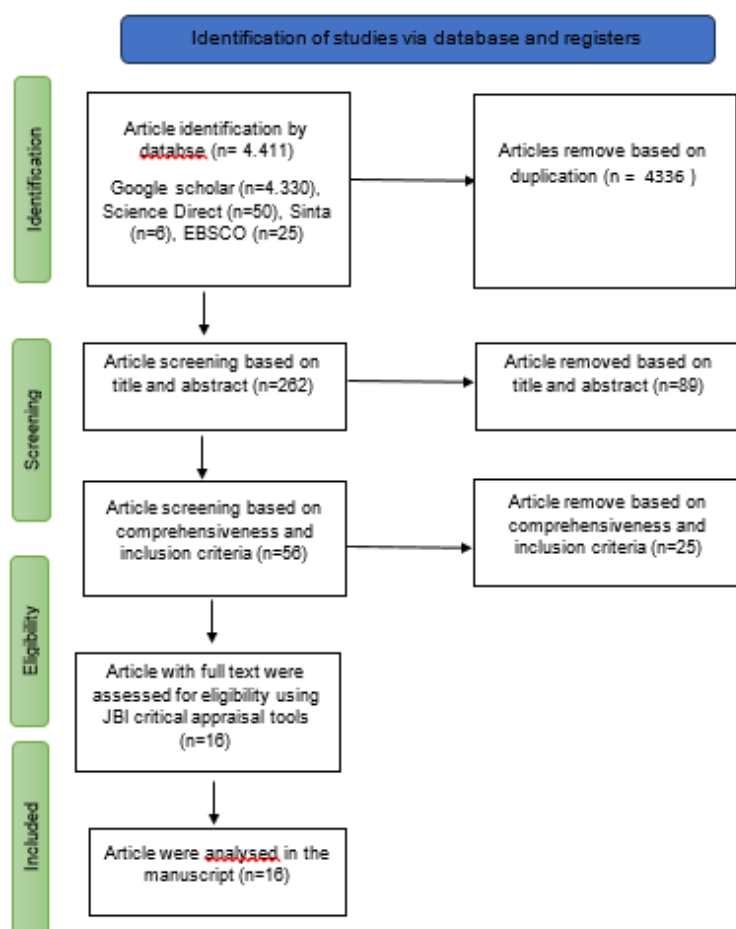 Identification of studies via database and registers
Identification
Article identification by
databse (n= 4.411)
Google scholar (n=4.330),
Science Direct (n=50), Sinta
(n=6), EBSCO (n=25)
Articles remove based on
duplication (n = 4336 )
Screening
Article screening based on
title and abstract (n=262)
Article removed based on
title and abstract (n=89)
Article screening based on
comprehensiveness and
inclusion criteria (n=56)
Article remove based on
comprehensiveness and
inclusion criteria (n=25)
Eligibility
Article with full text were
assessed for eligibility using
JBI critical appraisal tools
(n=16)
Included
Article were analysed in the
manuscript (n=16)